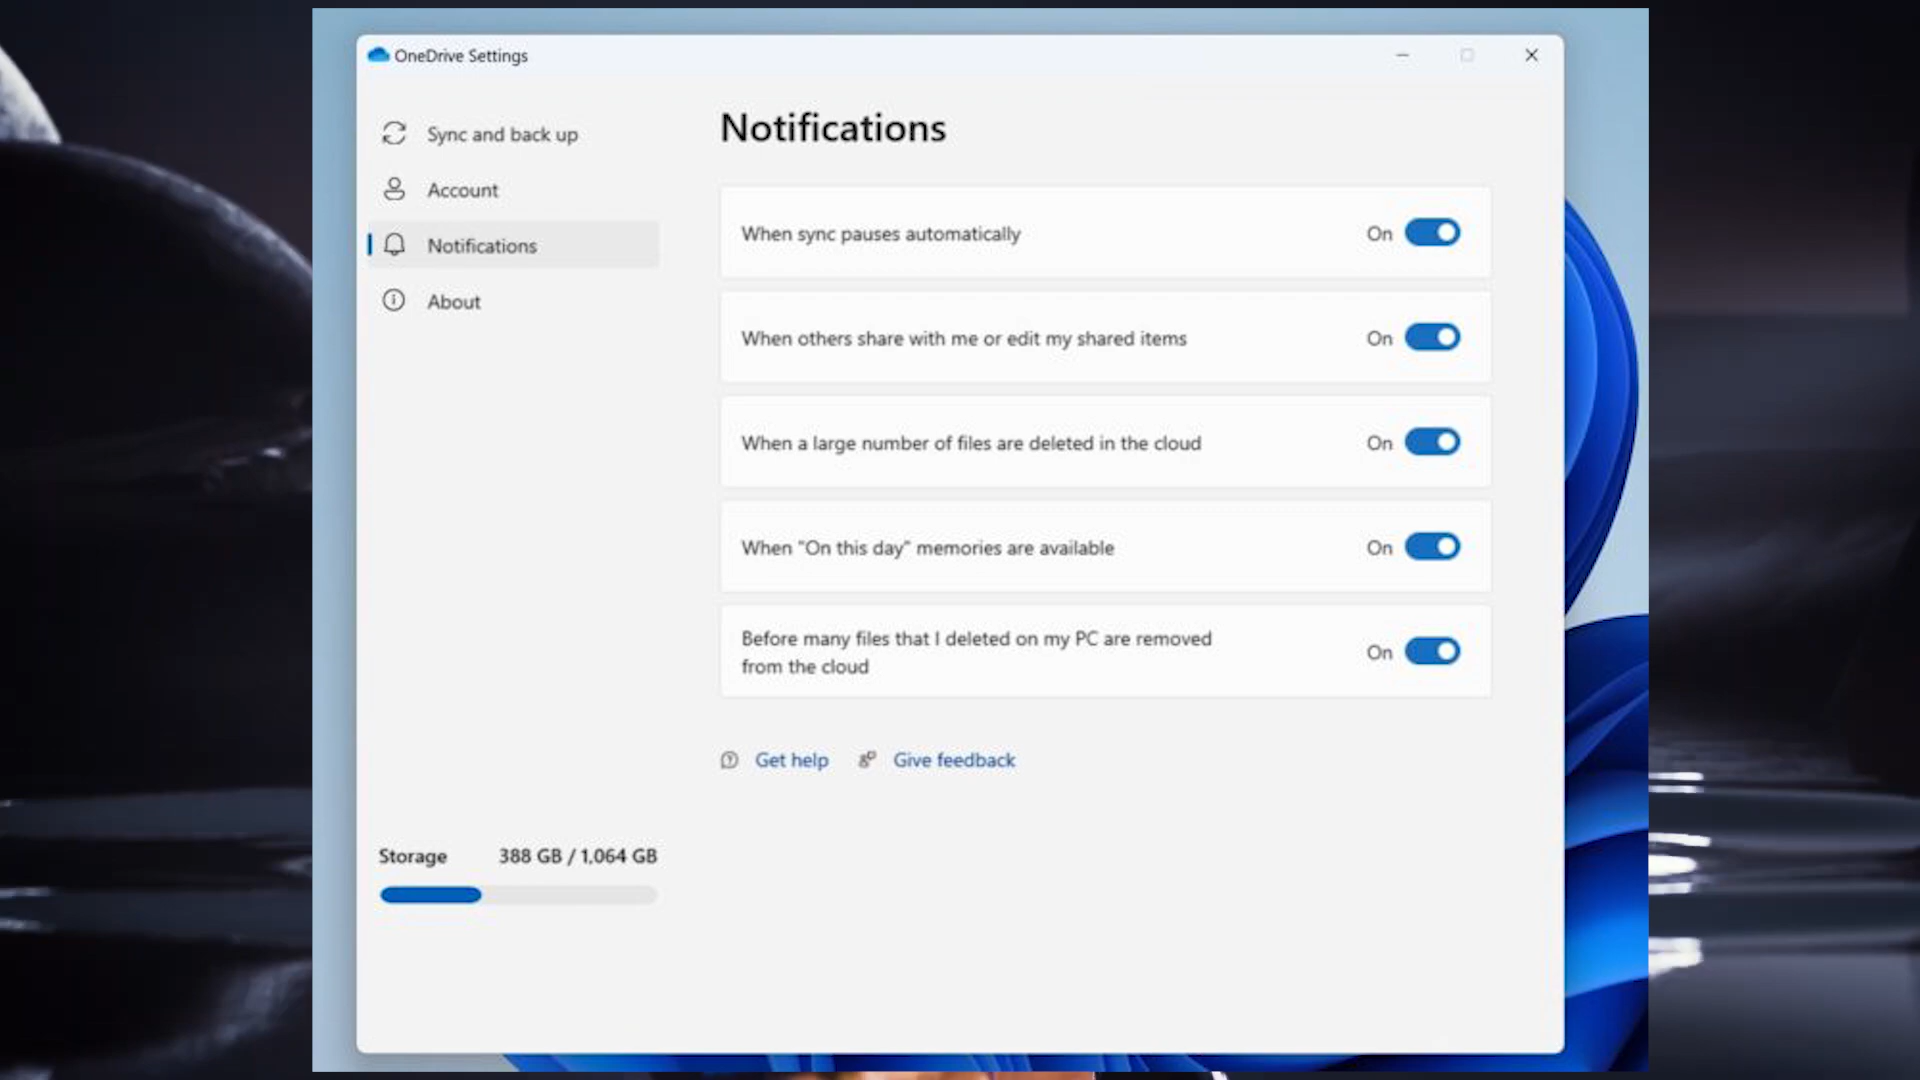 OneDrive Settings
Sync and back up
Account
Notifications
About
Storage 388 GB / 1,064 GB
Notifications
When sync pauses automatically On
When others share with me or edit my shared items On
When a large number of files are deleted in the cloud On
When "On this day" memories are available On
Before many files that I deleted on my PC are removed
from the cloud On
Get help Give feedback